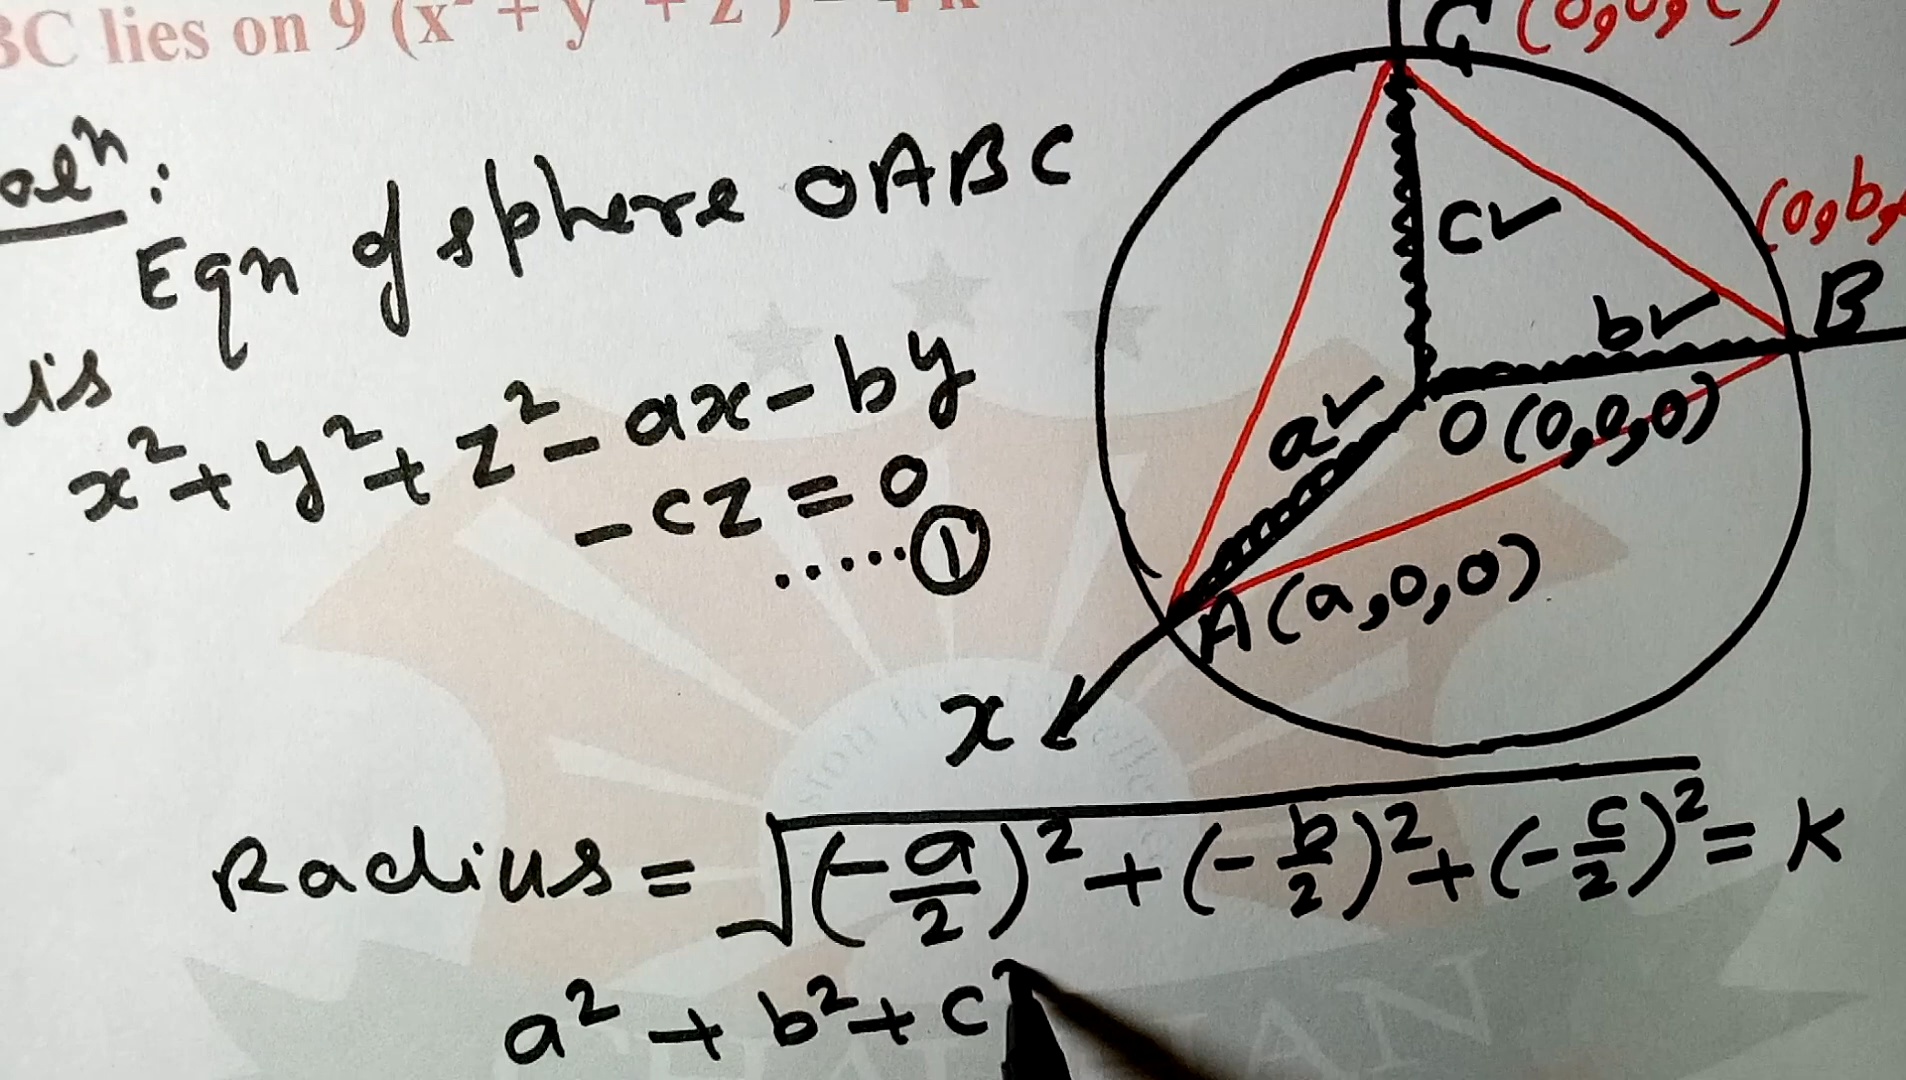 BC lies on 9 (x² + y² + z²) = 4k²
Soln:
Eqn of sphere OABC
is
x² + y² + z² - ax - by
- cz = 0
.....①
C (0,0,c)
c✓
(0,b,
b✓
B
a✓
O (0,0,0)
A (a,0,0)
x
Radius = √(-a/2)² + (-b/2)² + (-c/2)² = K
a² + b² + c²